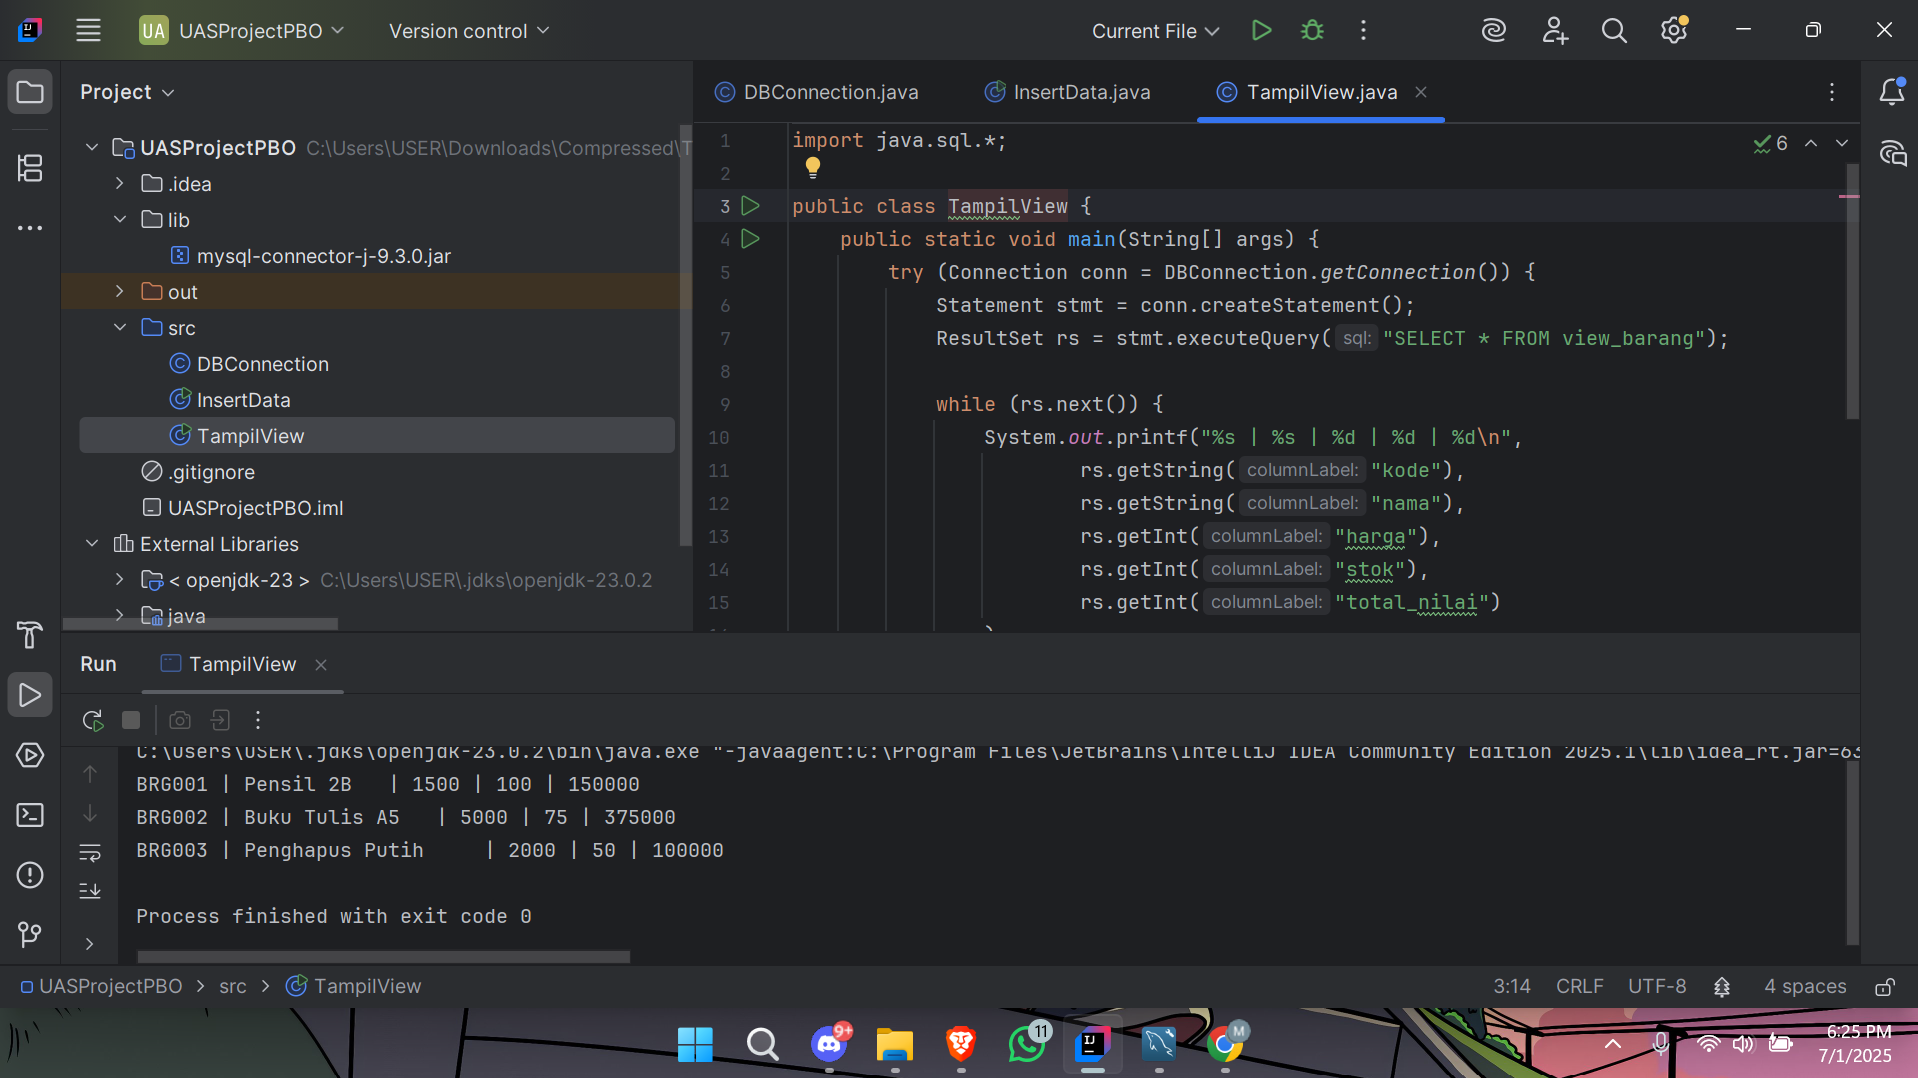 UA UASProjectPBO Version control Current File
Project
DBConnection.java InsertData.java TampilView.java
UASProjectPBO C:\Users\USER\Downloads\Compressed\T
.idea
lib
mysql-connector-j-9.3.0.jar
out
src
DBConnection
InsertData
TampilView
.gitignore
UASProjectPBO.iml
External Libraries
< openjdk-23 > C:\Users\USER\.jdks\openjdk-23.0.2
java
6
1 import java.sql.*;
2
3 public class TampilView {
4 public static void main(String[] args) {
5 try (Connection conn = DBConnection.getConnection()) {
6 Statement stmt = conn.createStatement();
7 ResultSet rs = stmt.executeQuery( sql: "SELECT * FROM view_barang");
8
9 while (rs.next()) {
10 System.out.printf("%s | %s | %d | %d | %d\n",
11 rs.getString( columnLabel: "kode"),
12 rs.getString( columnLabel: "nama"),
13 rs.getInt( columnLabel: "harga"),
14 rs.getInt( columnLabel: "stok"),
15 rs.getInt( columnLabel: "total_nilai")
Run TampilView
C:\Users\USER\.jdks\openjdk-23.0.2\bin\java.exe "-javaagent:C:\Program Files\JetBrains\IntelliJ IDEA Community Edition 2025.1\lib\idea_rt.jar=63
BRG001 | Pensil 2B | 1500 | 100 | 150000
BRG002 | Buku Tulis A5 | 5000 | 75 | 375000
BRG003 | Penghapus Putih | 2000 | 50 | 100000
Process finished with exit code 0
UASProjectPBO > src > TampilView 3:14 CRLF UTF-8 4 spaces
9+ 11 IJ M
6:25 PM
7/1/2025